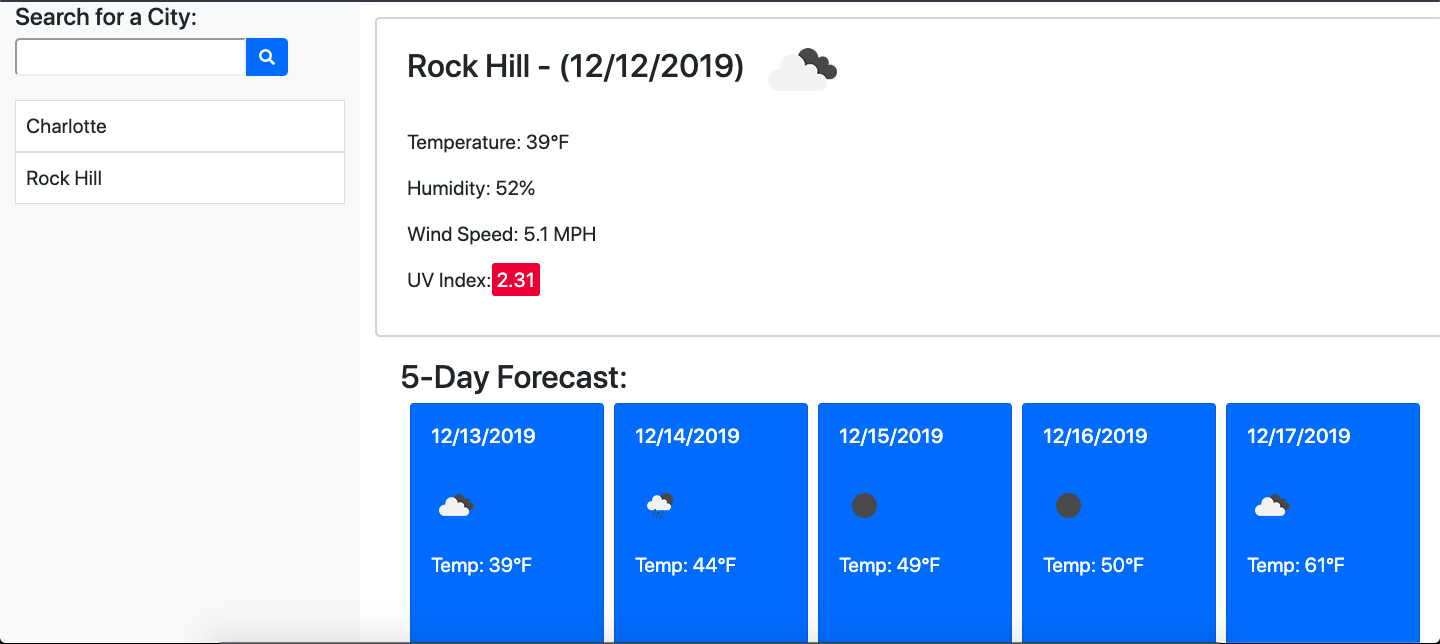 Search for a City:
Charlotte
Rock Hill
Rock Hill - (12/12/2019)
Temperature: 39°F
Humidity: 52%
Wind Speed: 5.1 MPH
UV Index: 2.31
5-Day Forecast:
12/13/2019
Temp: 39°F
12/14/2019
Temp: 44°F
12/15/2019
Temp: 49°F
12/16/2019
Temp: 50°F
12/17/2019
Temp: 61°F